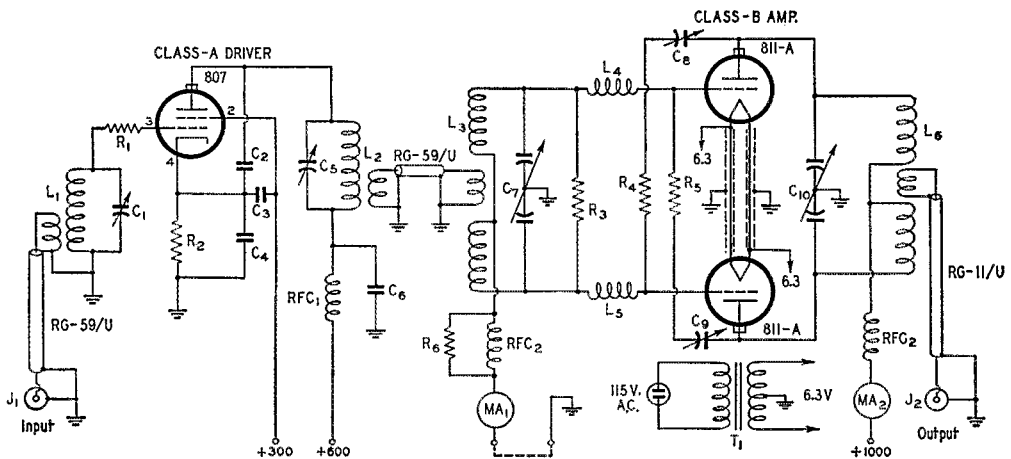 CLASS-A DRIVER
807
2
3
4
R1
L1
C1
R2
C2
C3
C4
RG-59/U
J1
Input
+300
C5
L2
RFC1
C6
+600
RG-59/U
L3
C7
R3
L4
L5
R6
RFC2
MA1
CLASS-B AMP.
811-A
C8
R4
R5
6.3
6.3
C9
811-A
115 V.
A.C.
T1
6.3V
C10
L6
RG-11/U
RFC2
MA2
+1000
J2
Output